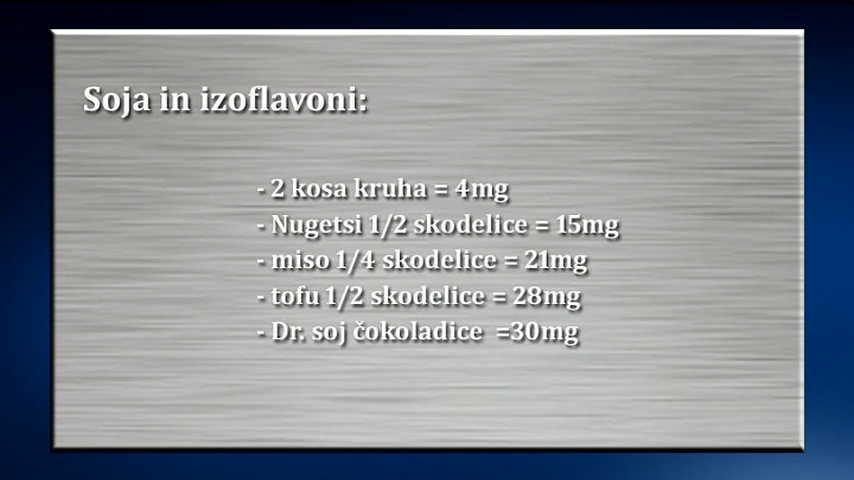 Soja in izoflavoni:
- 2 kosa kruha = 4mg
- Nugetsi 1/2 skodelice = 15mg
- miso 1/4 skodelice = 21mg
- tofu 1/2 skodelice = 28mg
- Dr. soj čokoladice =30mg